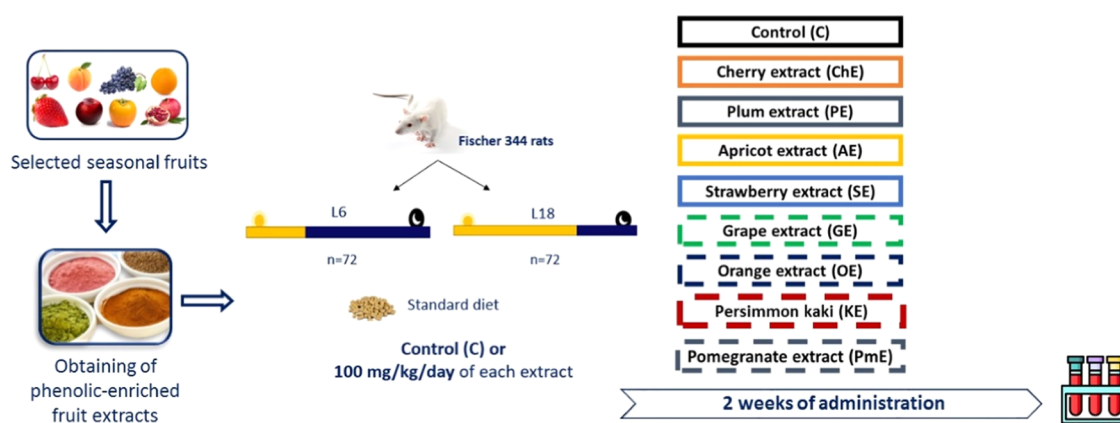 Selected seasonal fruits
Obtaining of
phenolic-enriched
fruit extracts
Fischer 344 rats
L6
L18
n=72
n=72
Standard diet
Control (C) or
100 mg/kg/day of each extract
Control (C)
Cherry extract (ChE)
Plum extract (PE)
Apricot extract (AE)
Strawberry extract (SE)
Grape extract (GE)
Orange extract (OE)
Persimmon kaki (KE)
Pomegranate extract (PmE)
2 weeks of administration